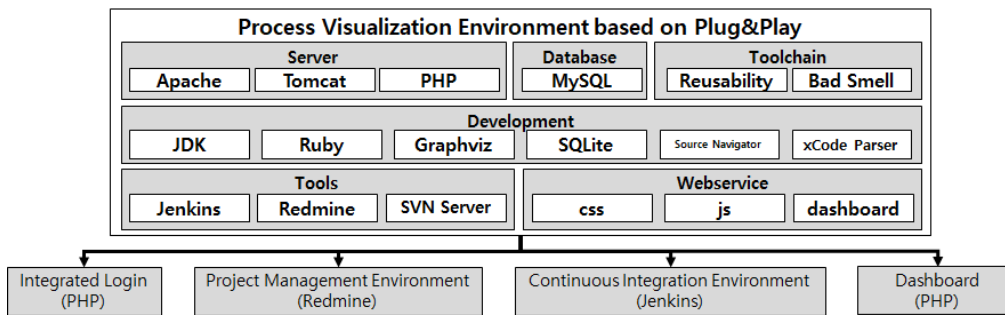 Process Visualization Environment based on Plug&Play
Server
Database
Toolchain
Apache
Tomcat
PHP
MySQL
Reusability
Bad Smell
Development
JDK
Ruby
Graphviz
SQLite
Source Navigator
xCode Parser
Tools
Webservice
Jenkins
Redmine
SVN Server
css
js
dashboard
Integrated Login
(PHP)
Project Management Environment
(Redmine)
Continuous Integration Environment
(Jenkins)
Dashboard
(PHP)